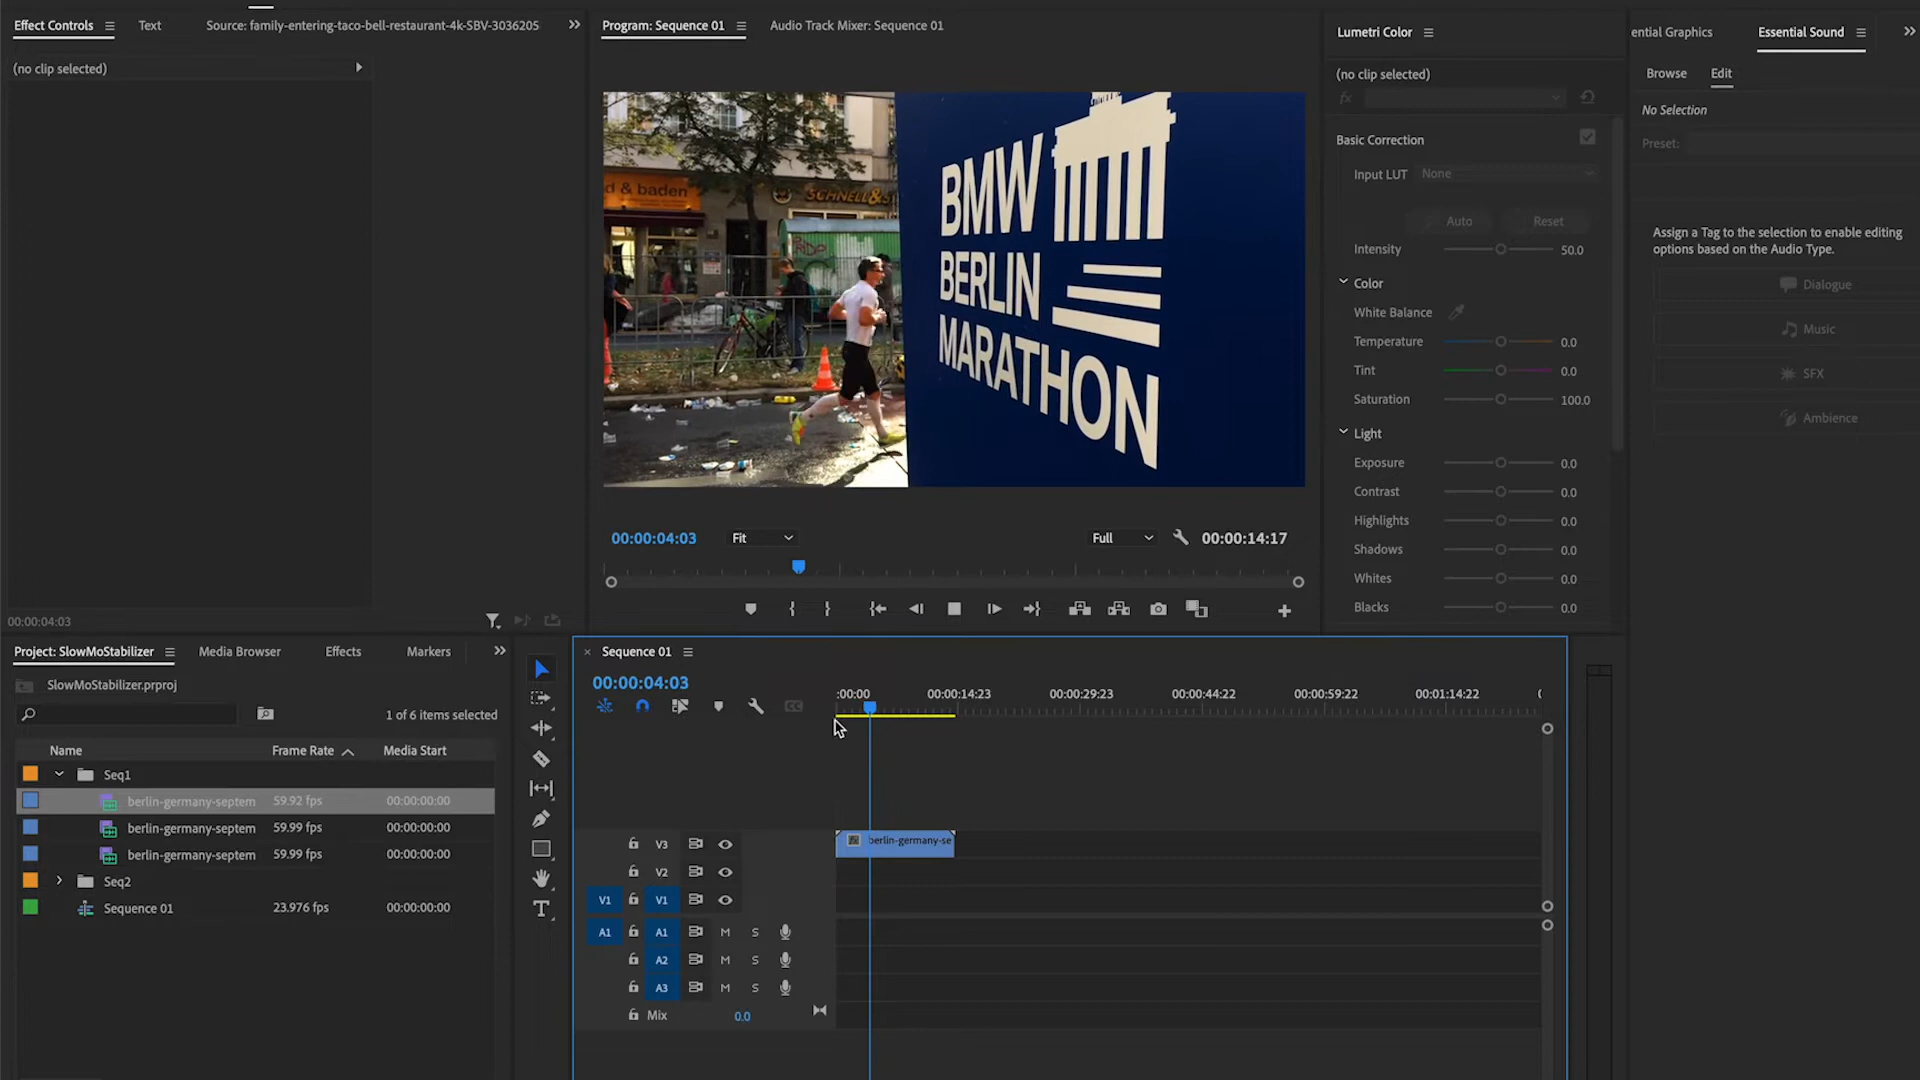 Effect Controls
Text
Source: family-entering-taco-bell-restaurant-4k-SBV-3036205
(no clip selected)
00:00:04:03
Program: Sequence 01
Audio Track Mixer: Sequence 01
d & baden
SCHNELL&S
BMW
BERLIN
MARATHON
00:00:04:03
Fit
Full
00:00:14:17
Lumetri Color
(no clip selected)
fx
Basic Correction
Input LUT
None
Auto
Reset
Intensity
50.0
Color
White Balance
Temperature
0.0
Tint
0.0
Saturation
100.0
Light
Exposure
0.0
Contrast
0.0
Highlights
0.0
Shadows
0.0
Whites
0.0
Blacks
0.0
ential Graphics
Essential Sound
Browse
Edit
No Selection
Preset:
Assign a Tag to the selection to enable editing
options based on the Audio Type.
Dialogue
Music
SFX
Ambience
Project: SlowMoStabilizer
Media Browser
Effects
Markers
SlowMoStabilizer.prproj
1 of 6 items selected
Name
Frame Rate
Media Start
Seq1
berlin-germany-septem
59.92 fps
00:00:00:00
berlin-germany-septem
59.99 fps
00:00:00:00
berlin-germany-septem
59.99 fps
00:00:00:00
Seq2
Sequence 01
23.976 fps
00:00:00:00
Sequence 01
00:00:04:03
:00:00
00:00:14:23
00:00:29:23
00:00:44:22
00:00:59:22
00:01:14:22
V3
berlin-germany-se
V2
V1
V1
A1
A1
M
S
A2
M
S
A3
M
S
Mix
0.0